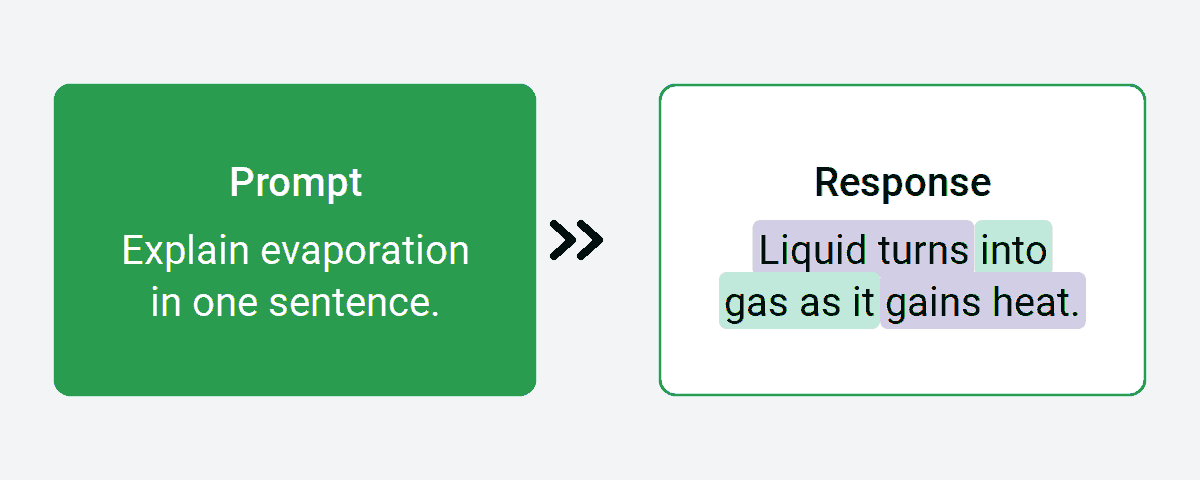 Prompt
Explain evaporation
in one sentence.
Response
Liquid turns into
gas as it gains heat.